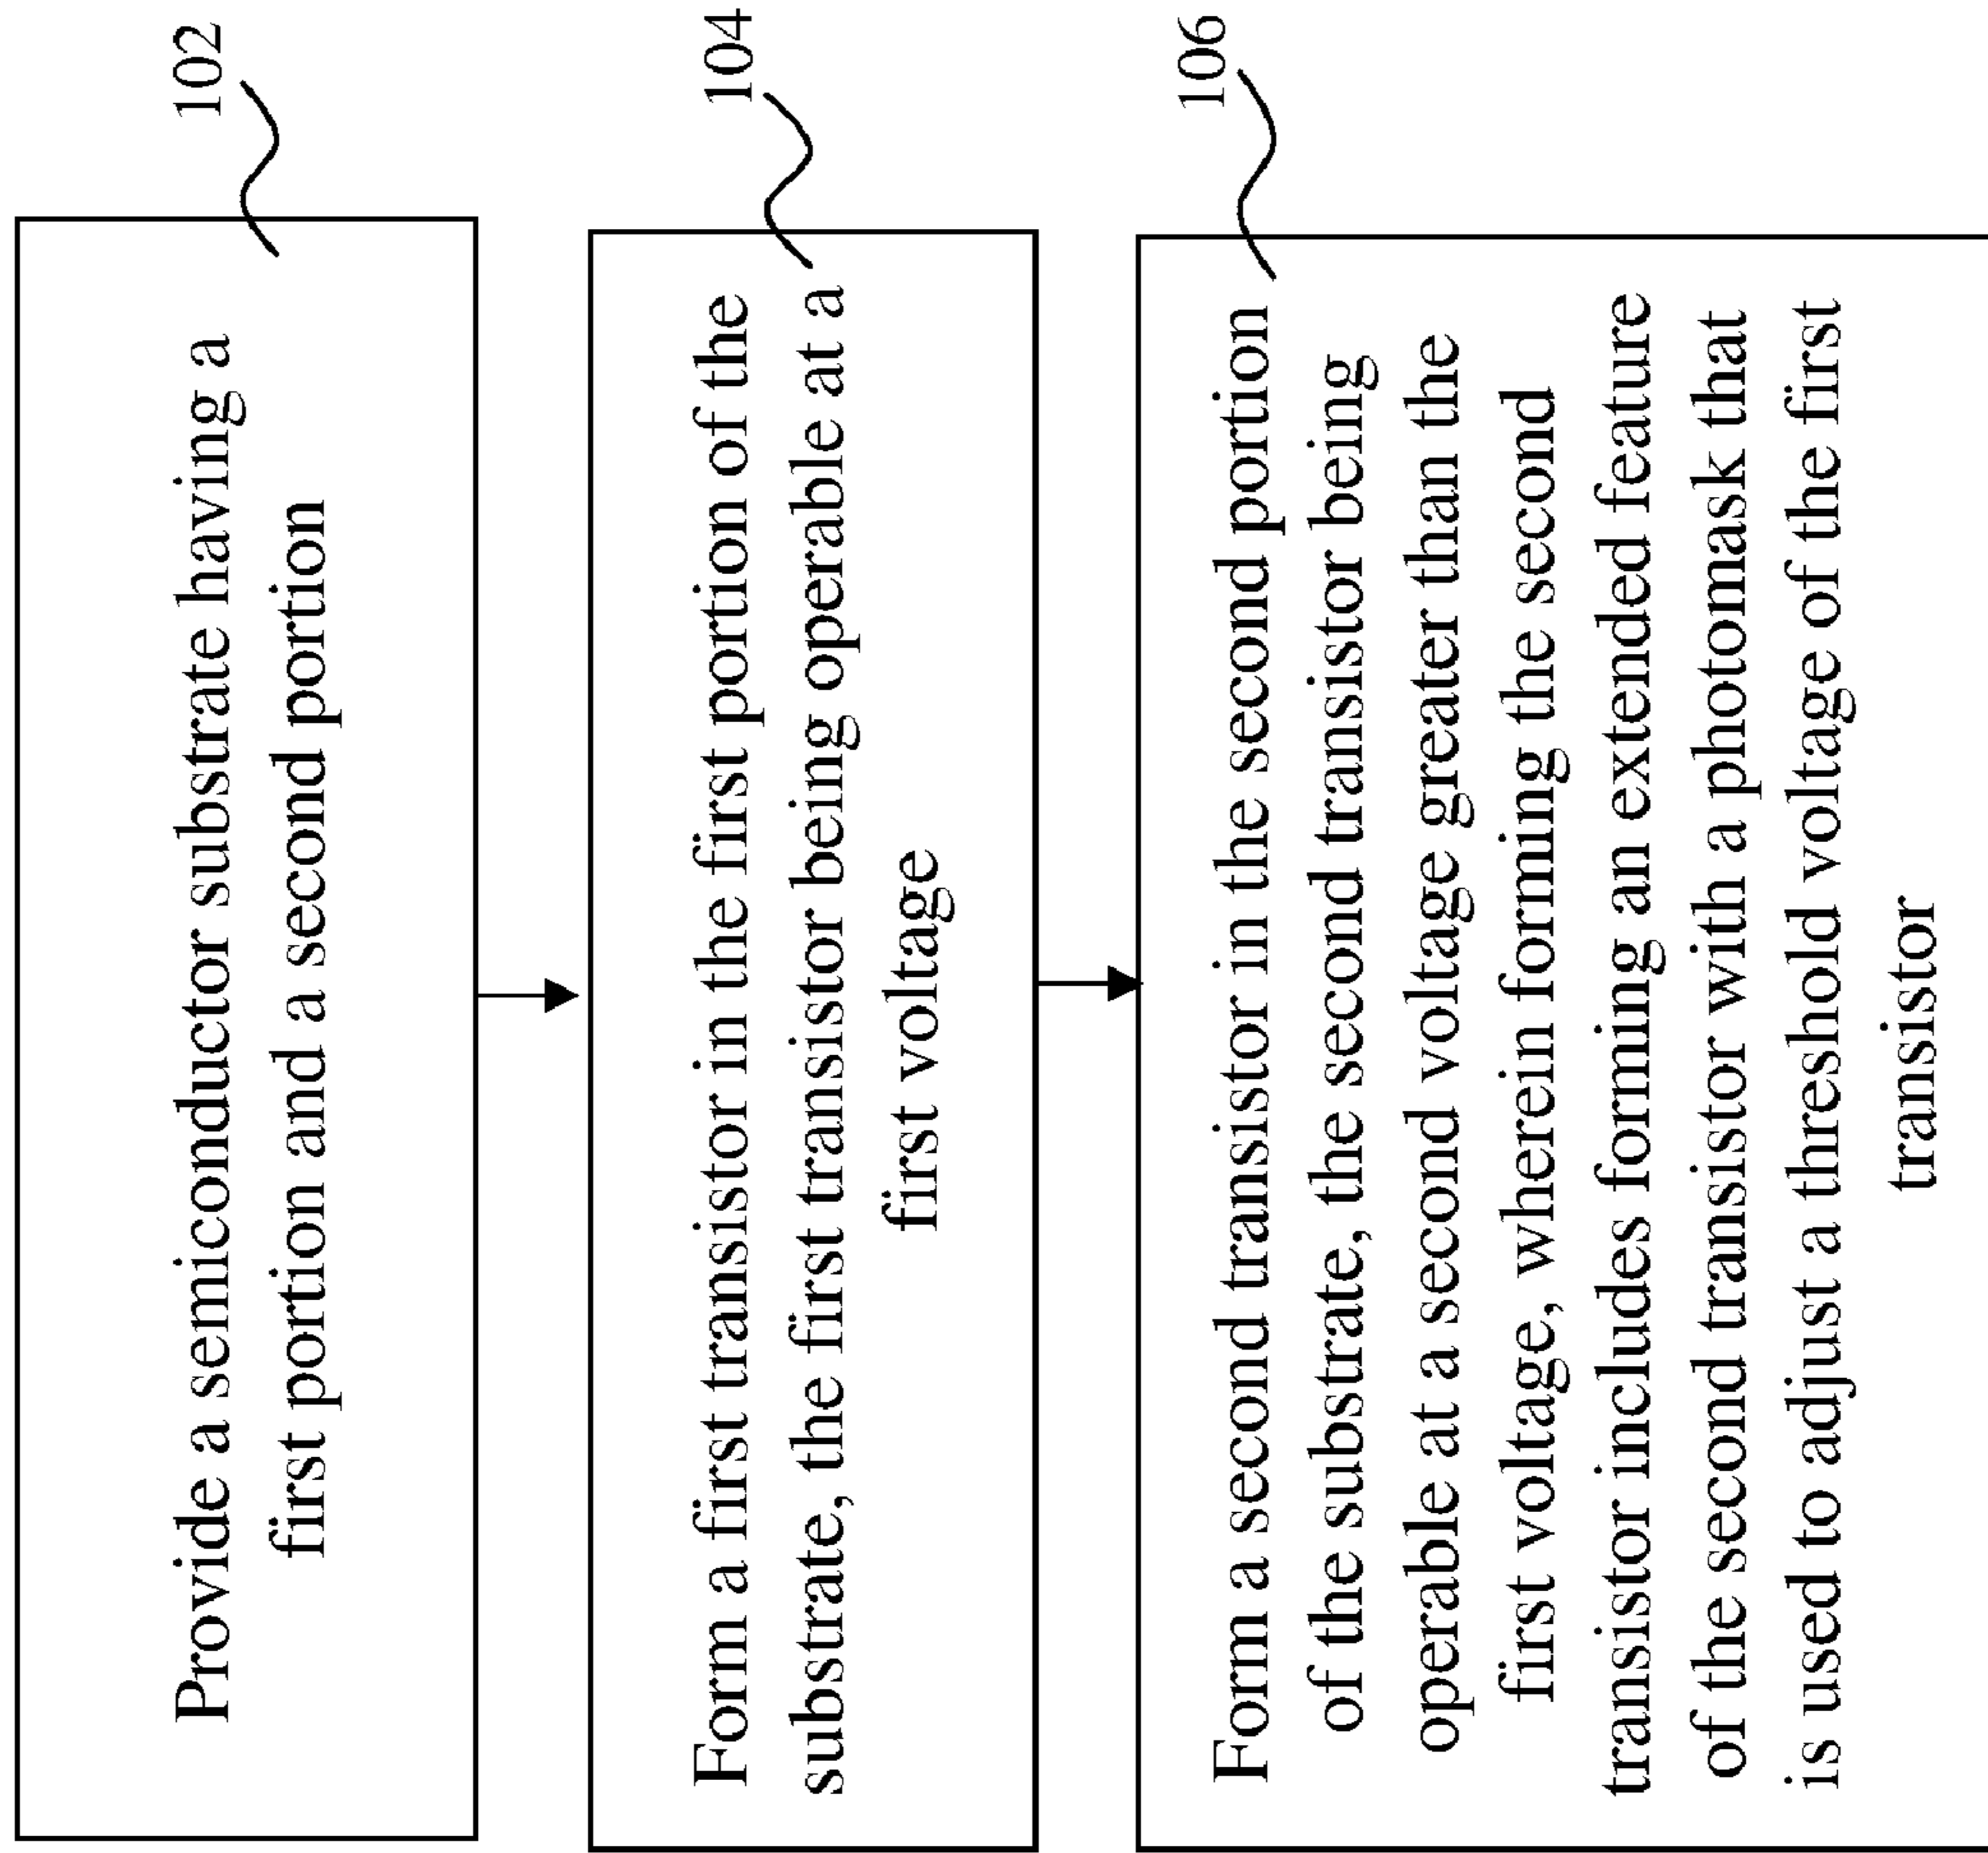 102
Provide a semiconductor substrate having a
first portion and a second portion
104
Form a first transistor in the first portion of the
substrate, the first transistor being operable at a
first voltage
106
Form a second transistor in the second portion
of the substrate, the second transistor being
operable at a second voltage greater than the
first voltage, wherein forming the second
transistor includes forming an extended feature
of the second transistor with a photomask that
is used to adjust a threshold voltage of the first
transistor